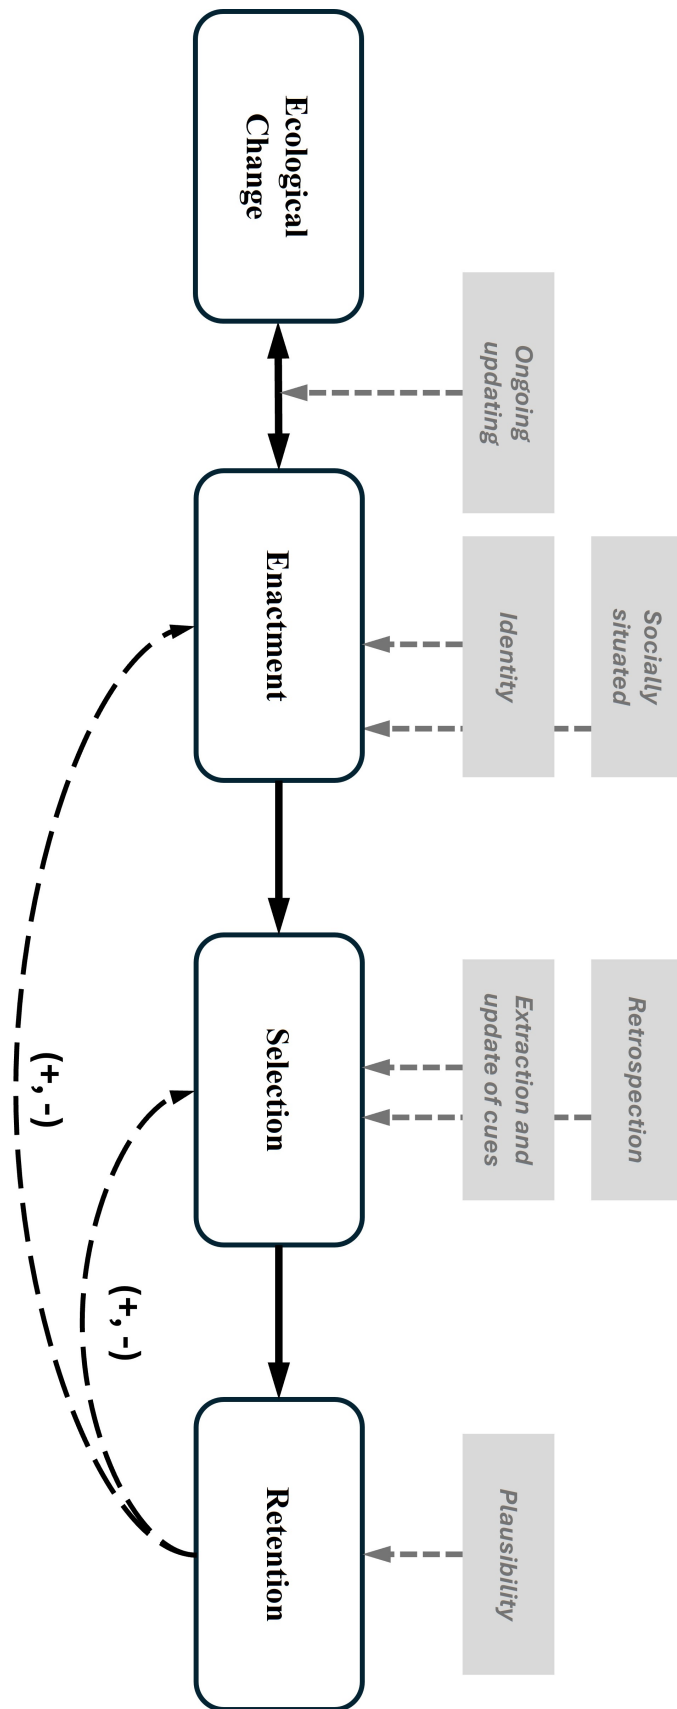 Socially
situated
Retrospection
Ongoing
updating
Identity
Extraction and
update of cues
Plausibility
Ecological
Change
Enactment
Selection
Retention
(+, -)
(+, -)